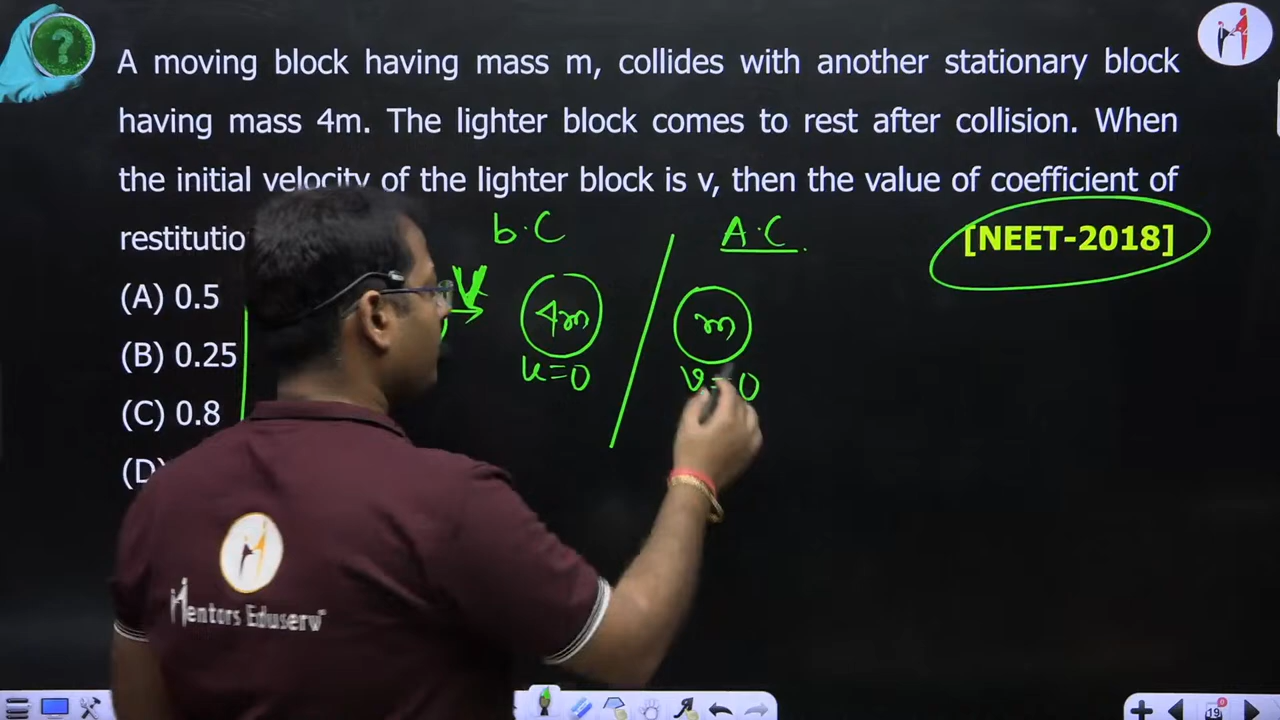 A moving block having mass m, collides with another stationary block
having mass 4m. The lighter block comes to rest after collision. When
the initial velocity of the lighter block is v, then the value of coefficient of
restitutio
[NEET-2018]
(A) 0.5
(B) 0.25
(C) 0.8
(D)
b.C
A.C
V
4m
m
u=0
v=0
Mentors Eduserv
19